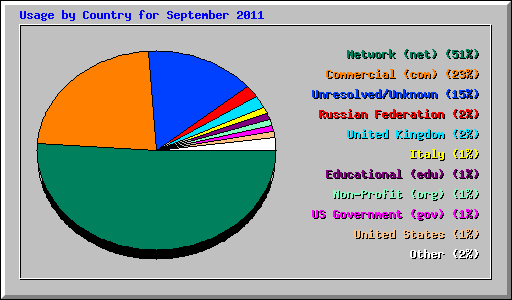 Usage by Country for September 2011
Network (net) (51%)
Commercial (com) (23%)
Unresolved/Unknown (15%)
Russian Federation (2%)
United Kingdom (2%)
Italy (1%)
Educational (edu) (1%)
Non-Profit (org) (1%)
US Government (gov) (1%)
United States (1%)
Other (2%)